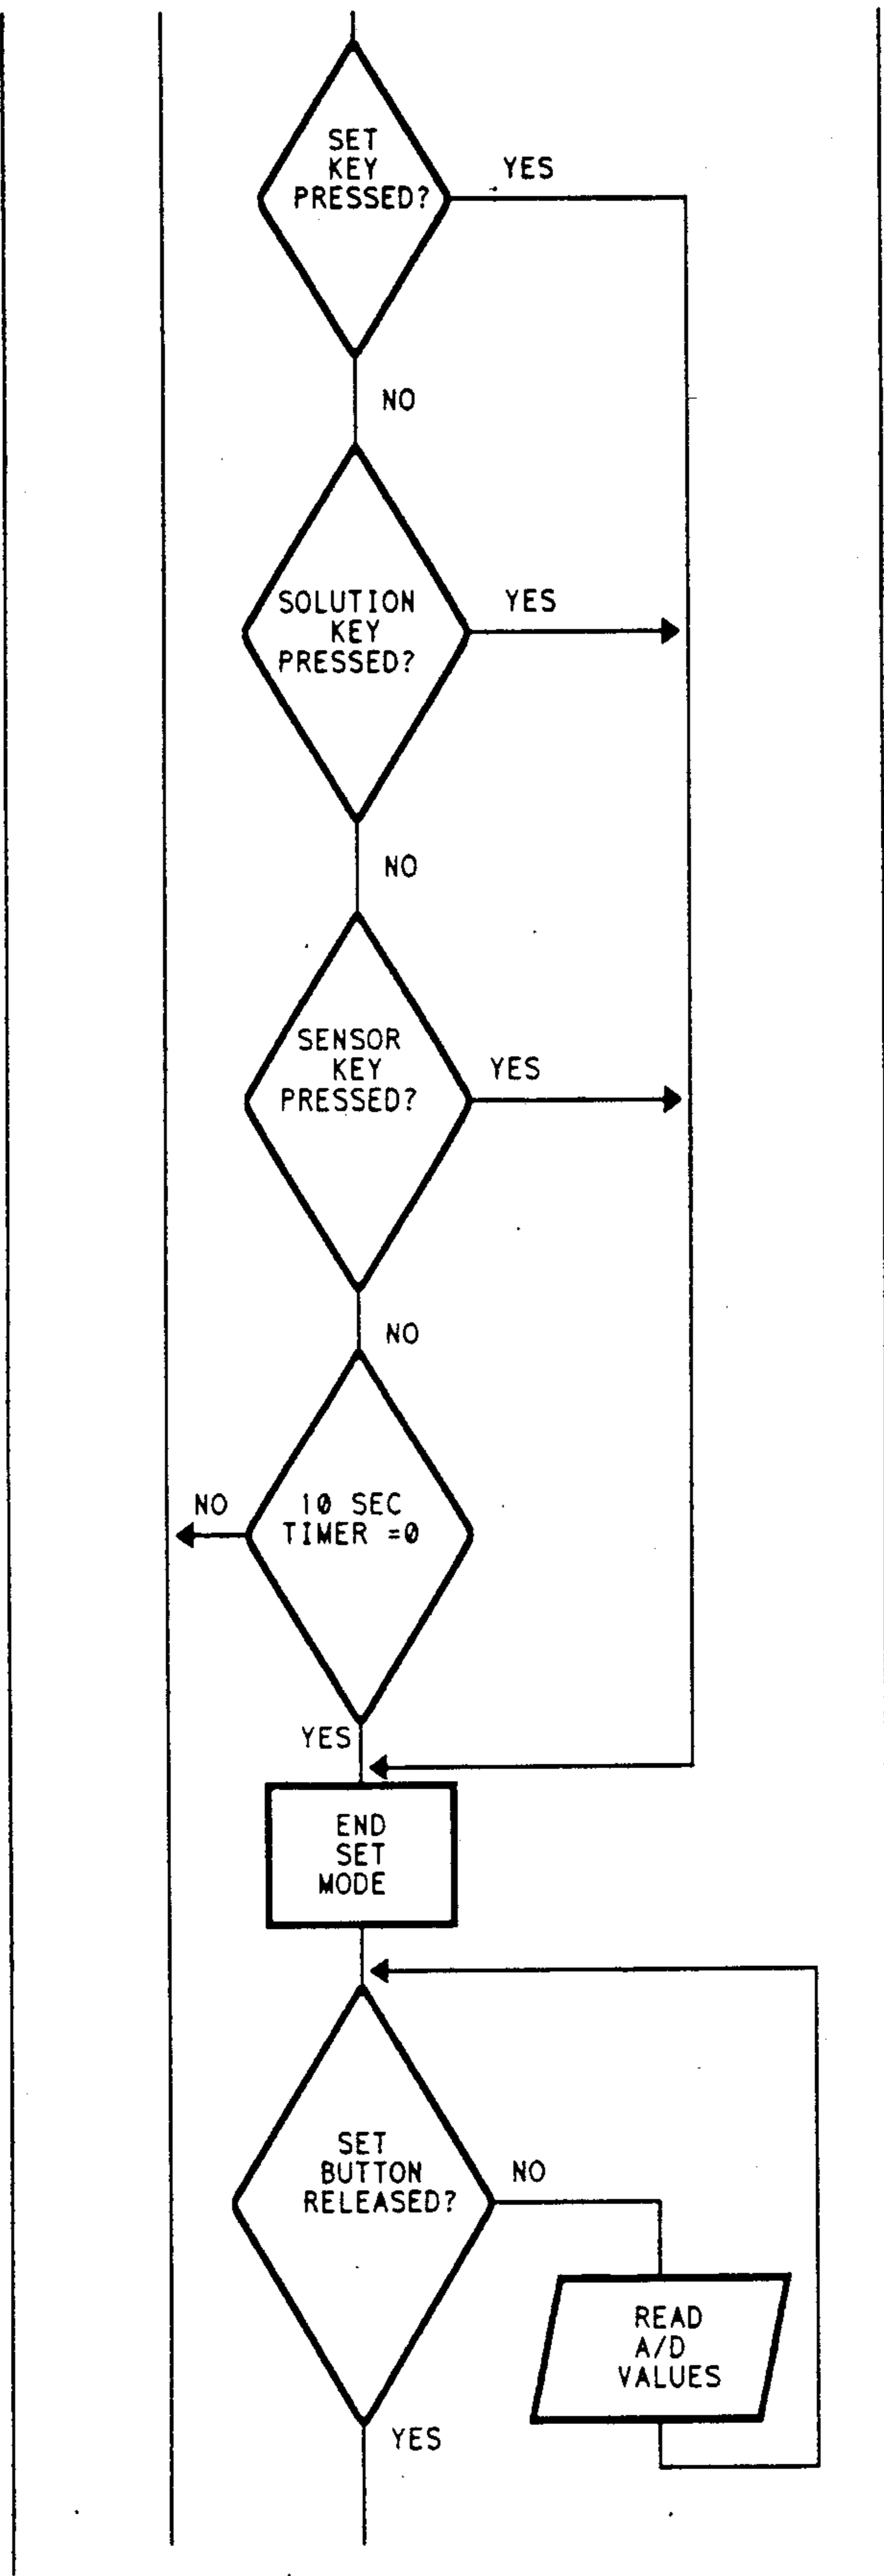 SET
KEY
PRESSED?
YES
NO
SOLUTION
KEY
PRESSED?
YES
NO
SENSOR
KEY
PRESSED?
YES
NO
10 SEC
TIMER =0
NO
YES
END
SET
MODE
SET
BUTTON
RELEASED?
NO
READ
A/D
VALUES
YES